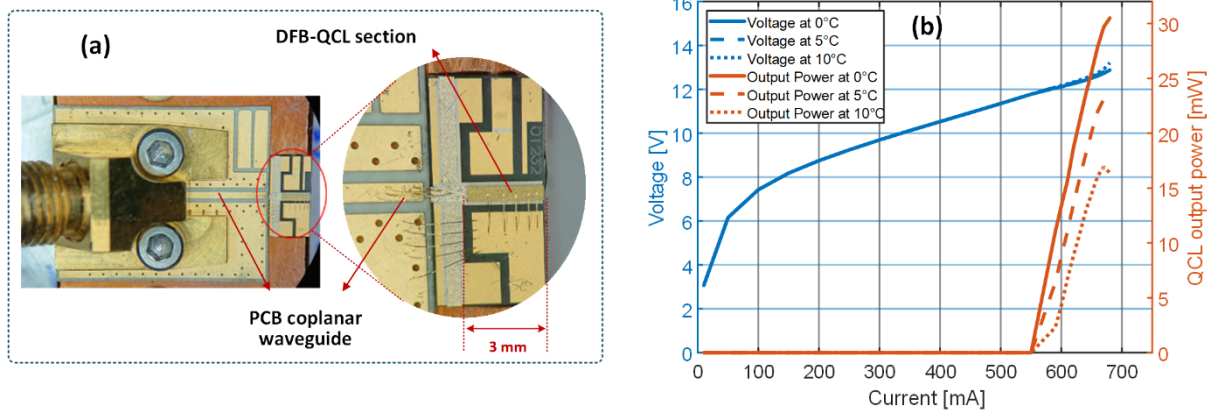 (a)
DFB-QCL section
01232
PCB coplanar
waveguide
3 mm
(b)
Voltage at 0°C
Voltage at 5°C
Voltage at 10°C
Output Power at 0°C
Output Power at 5°C
Output Power at 10°C
16
14
12
10
8
6
4
2
0
Voltage [V]
0
100
200
300
400
500
600
700
Current [mA]
30
25
20
15
10
5
0
QCL output power [mW]